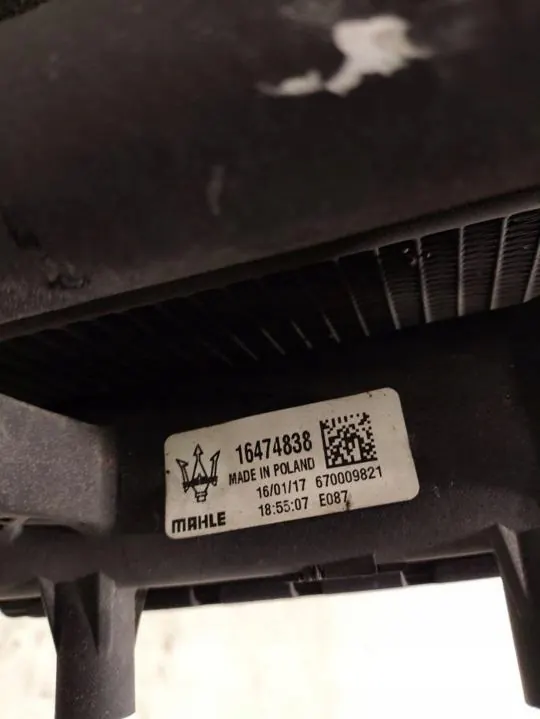 16474838
MADE IN POLAND
16/01/17 670009821
18:55:07 E087
MAHLE